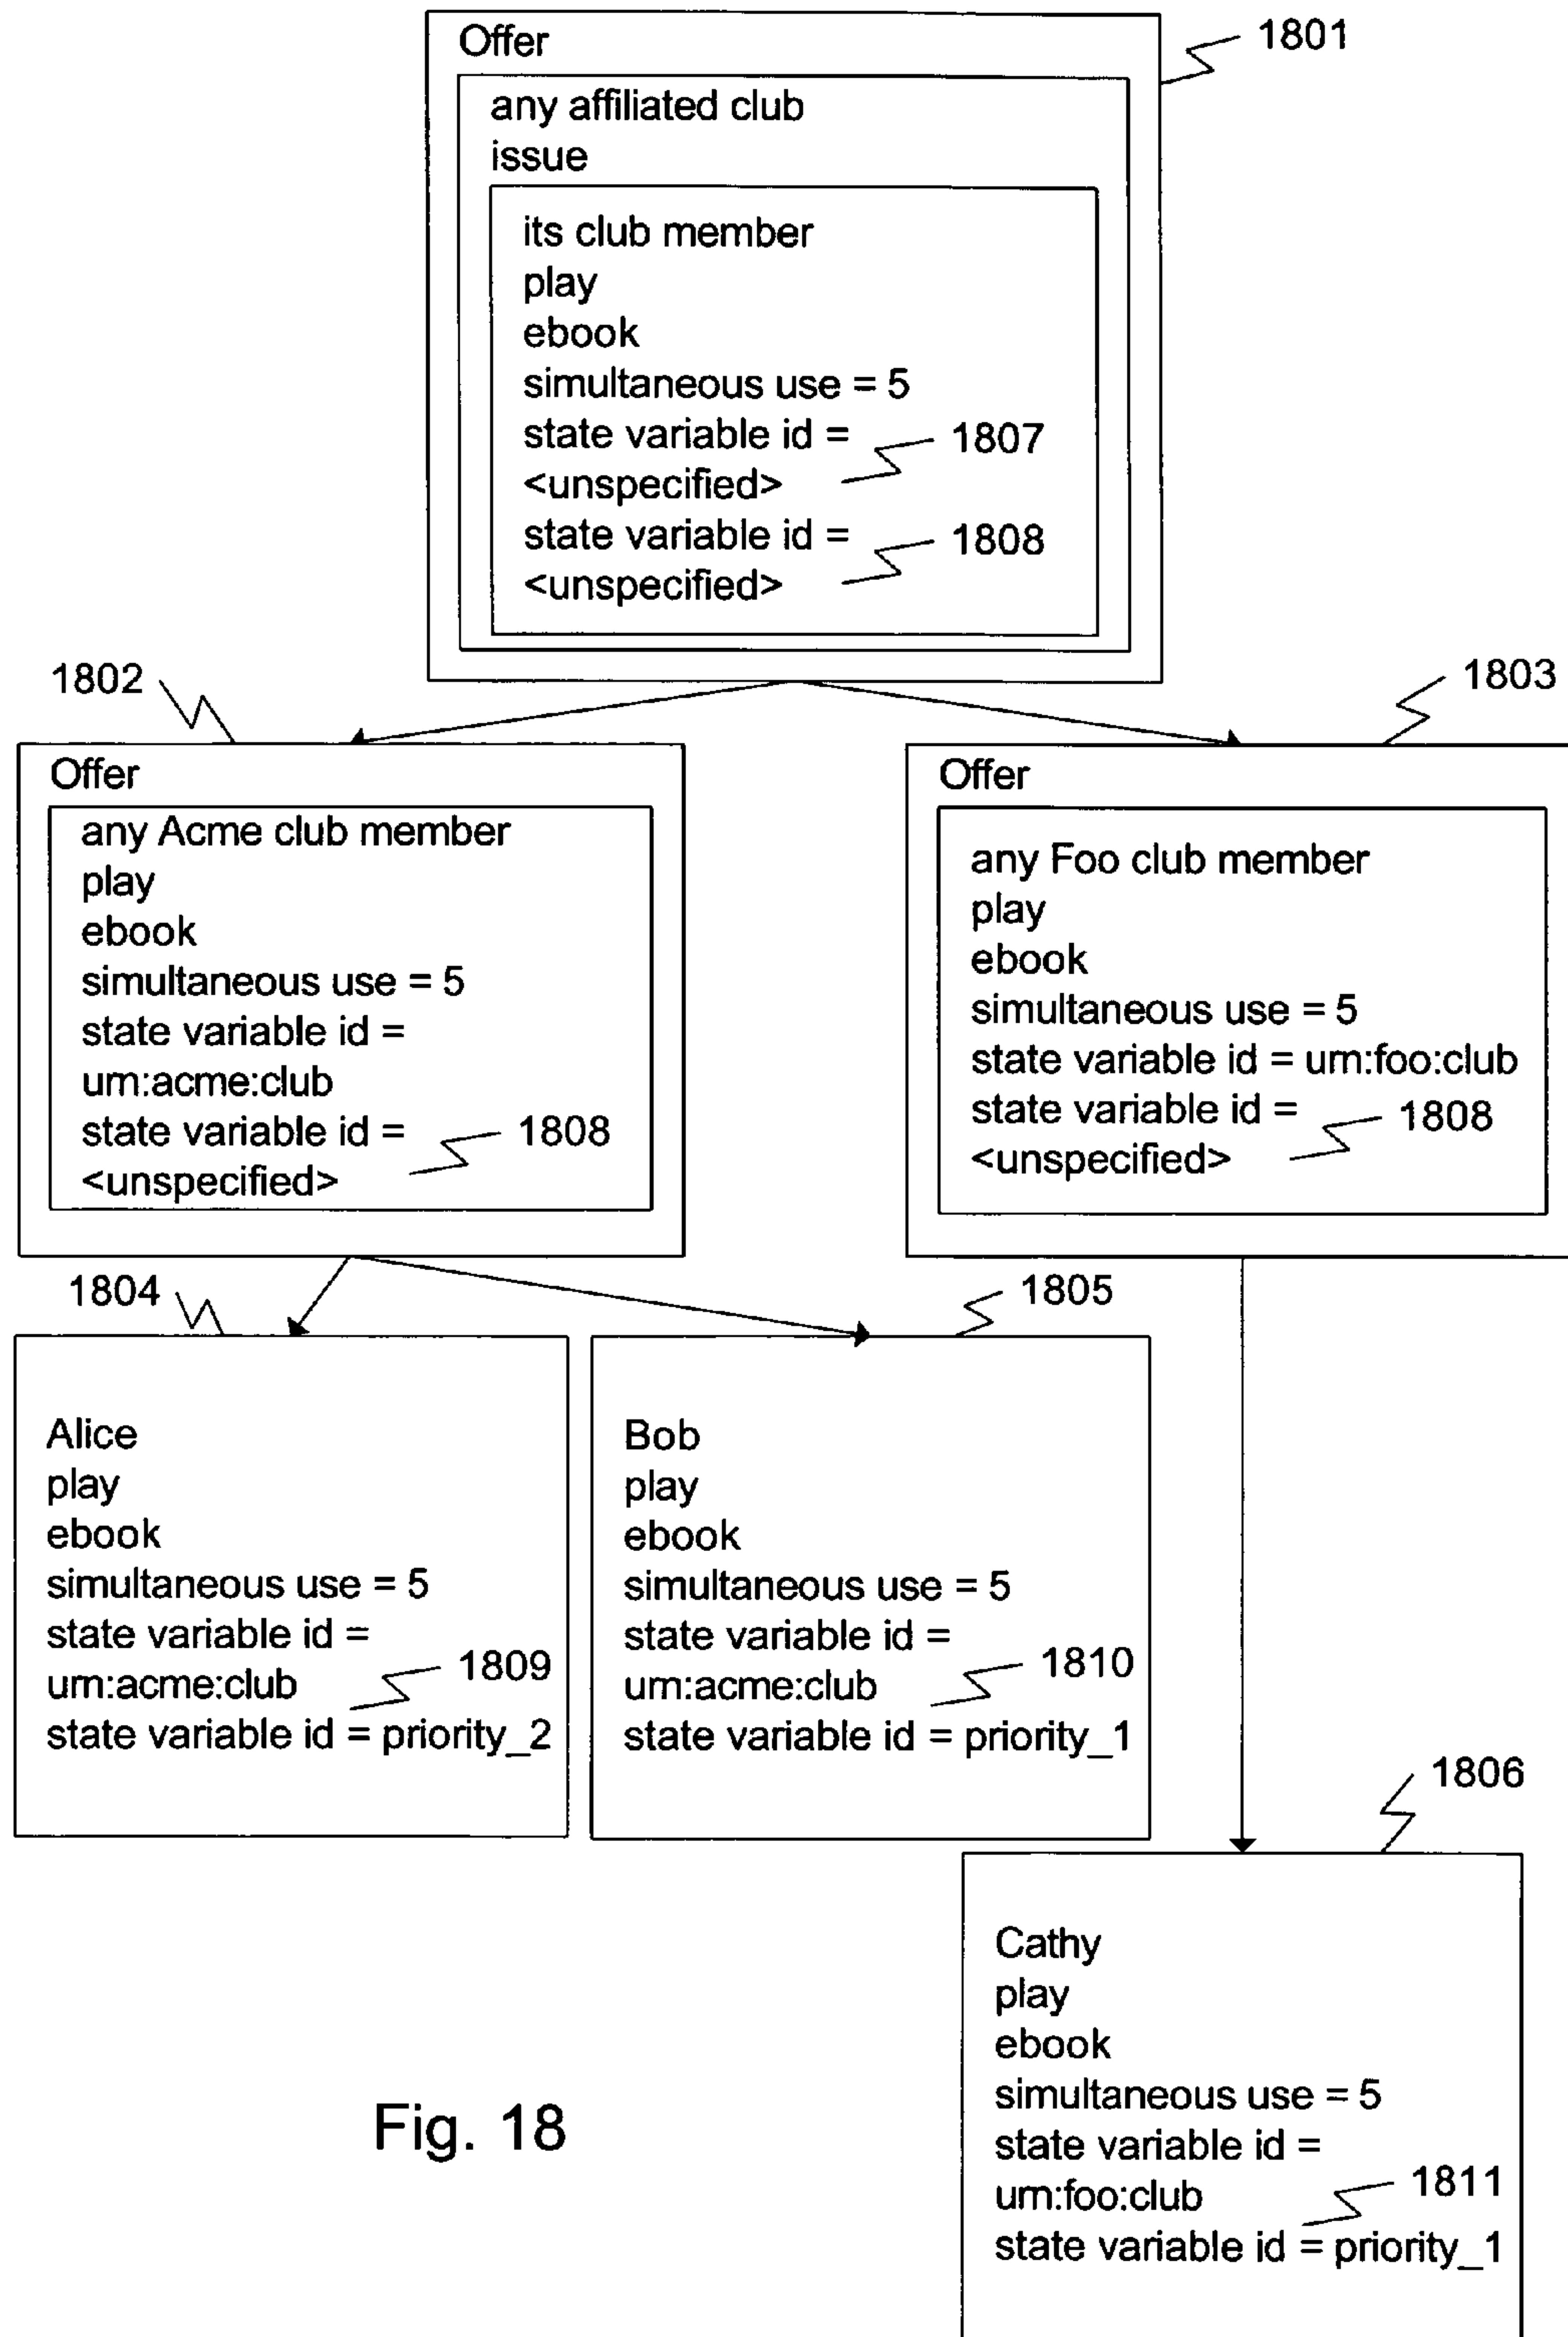 Offer
1801
any affiliated club
issue
its club member
play
ebook
simultaneous use = 5
state variable id =
1807
<unspecified>
state variable id =
1808
<unspecified>
1802
1803
Offer
any Acme club member
play
ebook
simultaneous use = 5
state variable id =
urn:acme:club
state variable id =
1808
<unspecified>
Offer
any Foo club member
play
ebook
simultaneous use = 5
state variable id = urn:foo:club
state variable id =
1808
<unspecified>
1804
1805
Alice
play
ebook
simultaneous use = 5
state variable id =
1809
urn:acme:club
state variable id = priority_2
Bob
play
ebook
simultaneous use = 5
state variable id =
1810
urn:acme:club
state variable id = priority_1
1806
Cathy
play
ebook
simultaneous use = 5
state variable id =
1811
urn:foo:club
state variable id = priority_1
Fig. 18